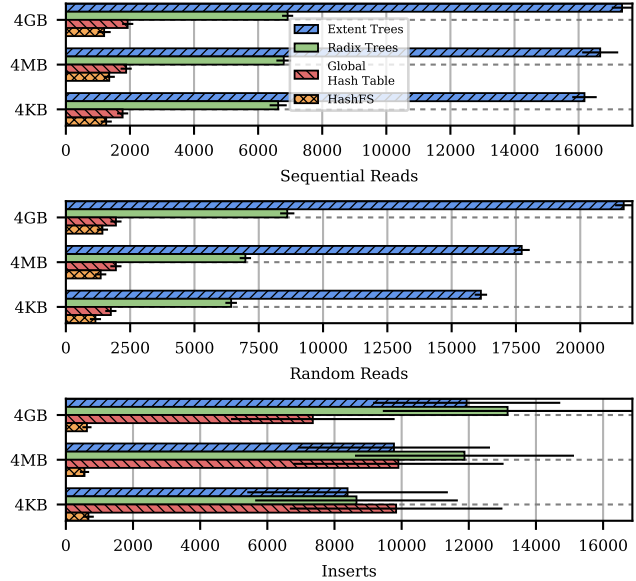 4GB
4MB
4KB
Extent Trees
Radix Trees
Global
Hash Table
HashFS
0 2000 4000 6000 8000 10000 12000 14000 16000
Sequential Reads
4GB
4MB
4KB
0 2500 5000 7500 10000 12500 15000 17500 20000
Random Reads
4GB
4MB
4KB
0 2000 4000 6000 8000 10000 12000 14000 16000
Inserts